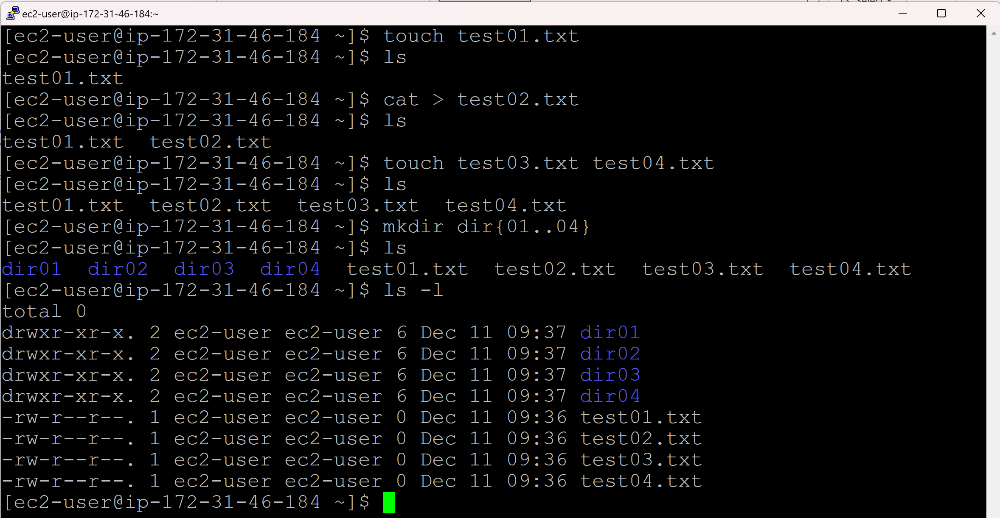 ec2-user@ip-172-31-46-184:~
[ec2-user@ip-172-31-46-184 ~]$ touch test01.txt
[ec2-user@ip-172-31-46-184 ~]$ ls
test01.txt
[ec2-user@ip-172-31-46-184 ~]$ cat > test02.txt
[ec2-user@ip-172-31-46-184 ~]$ ls
test01.txt  test02.txt
[ec2-user@ip-172-31-46-184 ~]$ touch test03.txt test04.txt
[ec2-user@ip-172-31-46-184 ~]$ ls
test01.txt  test02.txt  test03.txt  test04.txt
[ec2-user@ip-172-31-46-184 ~]$ mkdir dir{01..04}
[ec2-user@ip-172-31-46-184 ~]$ ls
dir01  dir02  dir03  dir04  test01.txt  test02.txt  test03.txt  test04.txt
[ec2-user@ip-172-31-46-184 ~]$ ls -l
total 0
drwxr-xr-x. 2 ec2-user ec2-user 6 Dec 11 09:37 dir01
drwxr-xr-x. 2 ec2-user ec2-user 6 Dec 11 09:37 dir02
drwxr-xr-x. 2 ec2-user ec2-user 6 Dec 11 09:37 dir03
drwxr-xr-x. 2 ec2-user ec2-user 6 Dec 11 09:37 dir04
-rw-r--r--. 1 ec2-user ec2-user 0 Dec 11 09:36 test01.txt
-rw-r--r--. 1 ec2-user ec2-user 0 Dec 11 09:36 test02.txt
-rw-r--r--. 1 ec2-user ec2-user 0 Dec 11 09:36 test03.txt
-rw-r--r--. 1 ec2-user ec2-user 0 Dec 11 09:36 test04.txt
[ec2-user@ip-172-31-46-184 ~]$